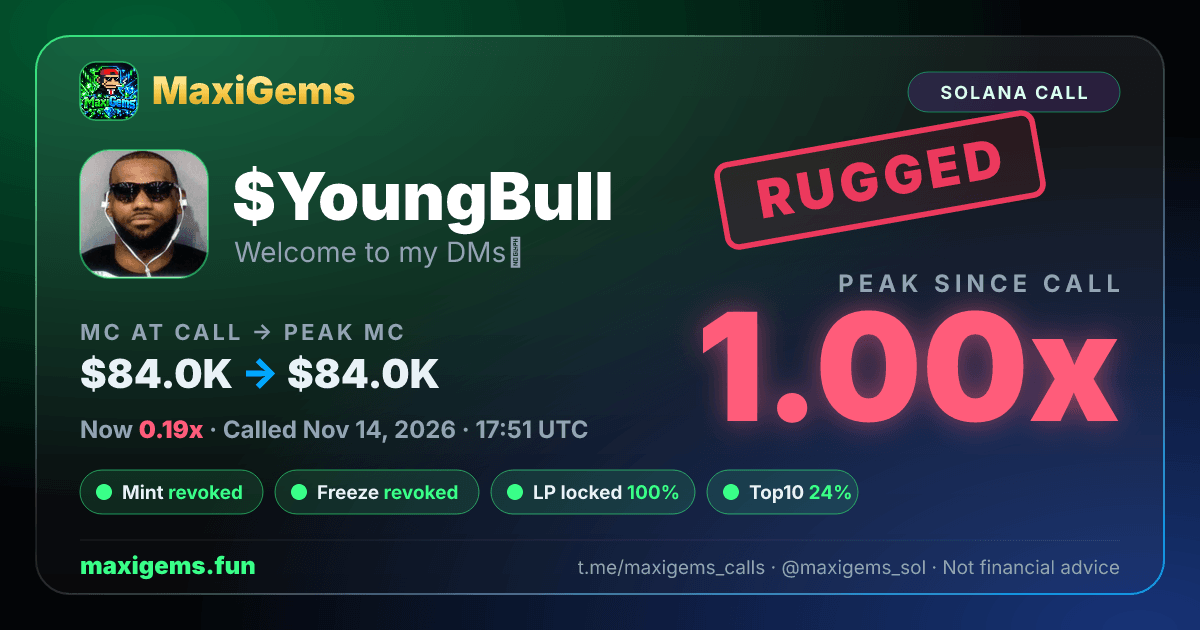 MaxiGems
SOLANA CALL
RUGGED
$YoungBull
Welcome to my DMs
PEAK SINCE CALL
1.00x
MC AT CALL → PEAK MC
$84.0K → $84.0K
Now 0.19x · Called Nov 14, 2026 · 17:51 UTC
Mint revoked
Freeze revoked
LP locked 100%
Top10 24%
maxigems.fun
t.me/maxigems_calls · @maxigems_sol · Not financial advice